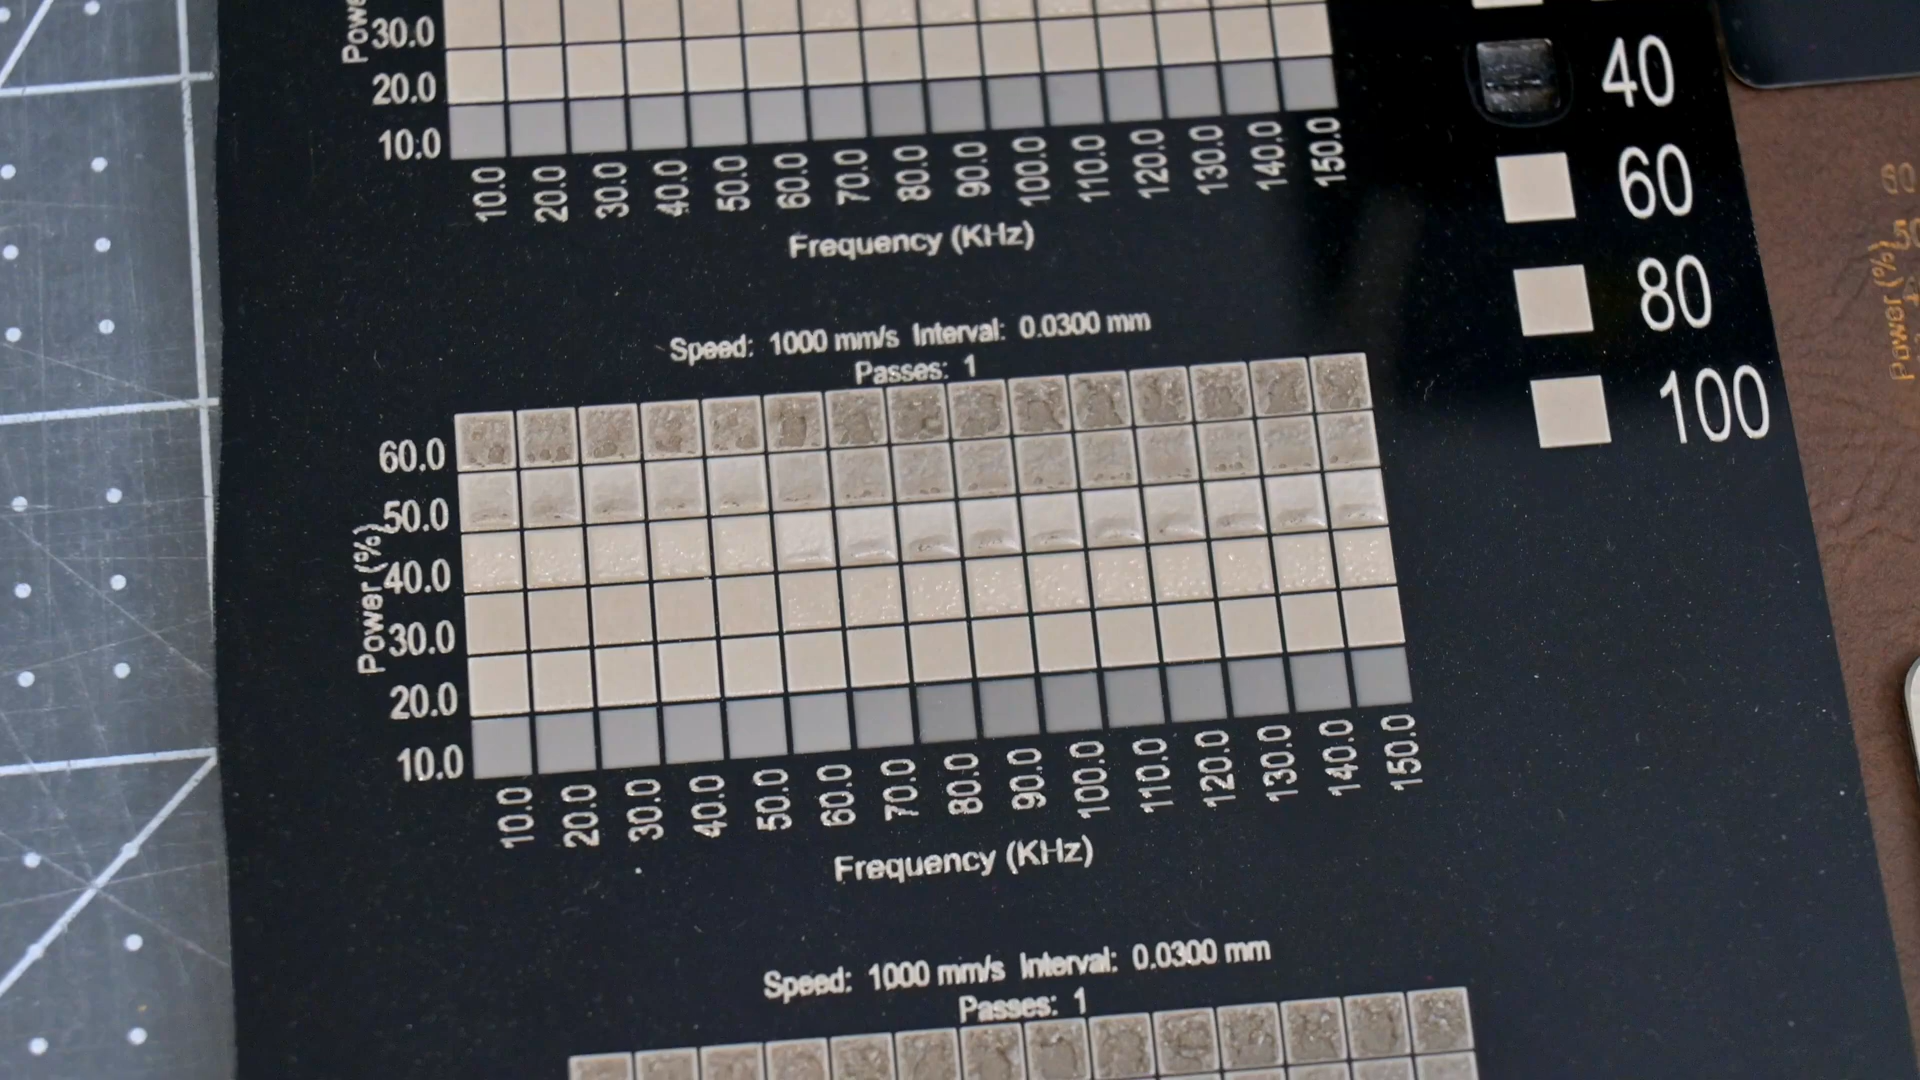 Power
30.0
20.0
10.0
10.0 20.0 30.0 40.0 50.0 60.0 70.0 80.0 90.0 100.0 110.0 120.0 130.0 140.0 150.0
Frequency (KHz)
40
60
80
100
Speed: 1000 mm/s Interval: 0.0300 mm
Passes: 1
Power (%)
60.0
50.0
40.0
30.0
20.0
10.0
10.0 20.0 30.0 40.0 50.0 60.0 70.0 80.0 90.0 100.0 110.0 120.0 130.0 140.0 150.0
Frequency (KHz)
Speed: 1000 mm/s Interval: 0.0300 mm
Passes: 1
Power (%)
60